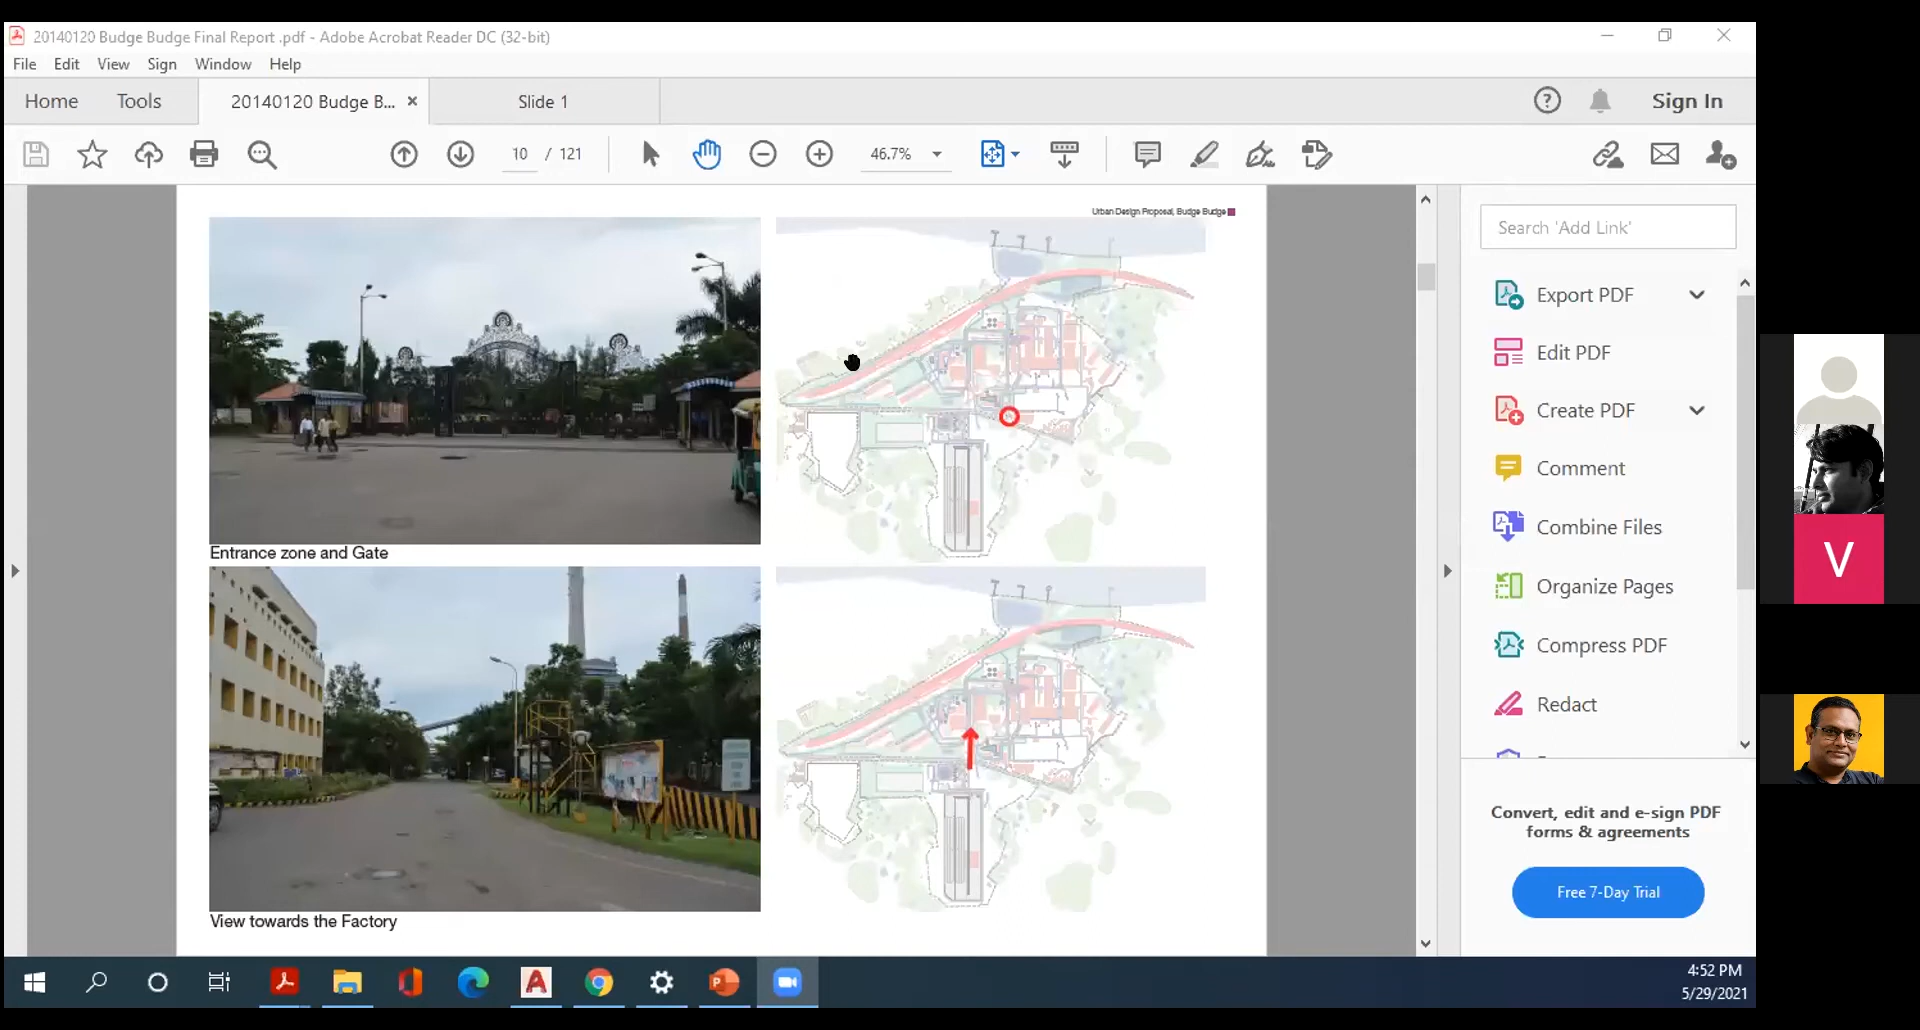 20140120 Budge Budge Final Report .pdf - Adobe Acrobat Reader DC (32-bit)
File Edit View Sign Window Help
Home Tools 20140120 Budge B... Slide 1 Sign In
10 / 121 46.7%
Urban Design Proposal, Budge Budge
Entrance zone and Gate
View towards the Factory
Search 'Add Link'
Export PDF
Edit PDF
Create PDF
Comment
Combine Files
Organize Pages
Compress PDF
Redact
Convert, edit and e-sign PDF
forms & agreements
Free 7-Day Trial
V
4:52 PM
5/29/2021